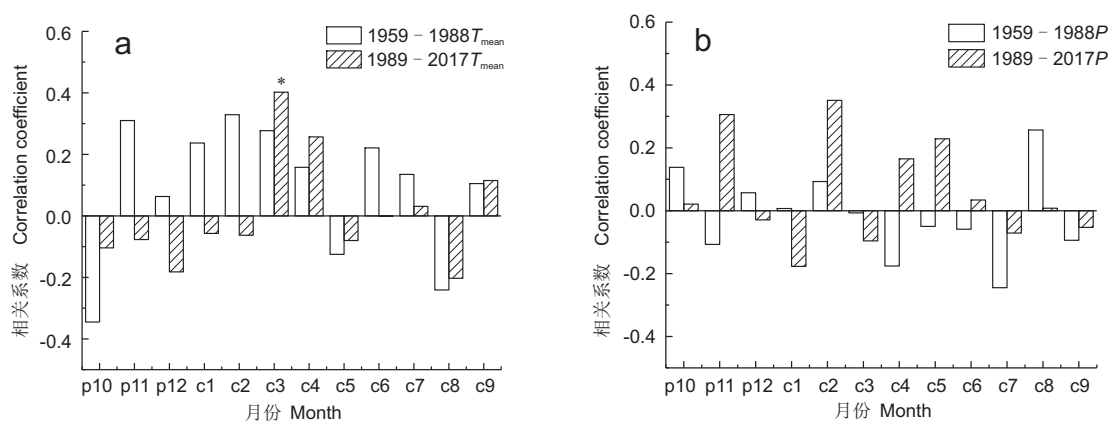 a
1959 – 1988Tmean
1989 – 2017Tmean
*
0.6
0.4
0.2
0.0
-0.2
-0.4
相关系数 Correlation coefficient
p10 p11 p12 c1 c2 c3 c4 c5 c6 c7 c8 c9
月份 Month
b
1959 – 1988P
1989 – 2017P
0.6
0.4
0.2
0.0
-0.2
-0.4
相关系数 Correlation coefficient
p10 p11 p12 c1 c2 c3 c4 c5 c6 c7 c8 c9
月份 Month